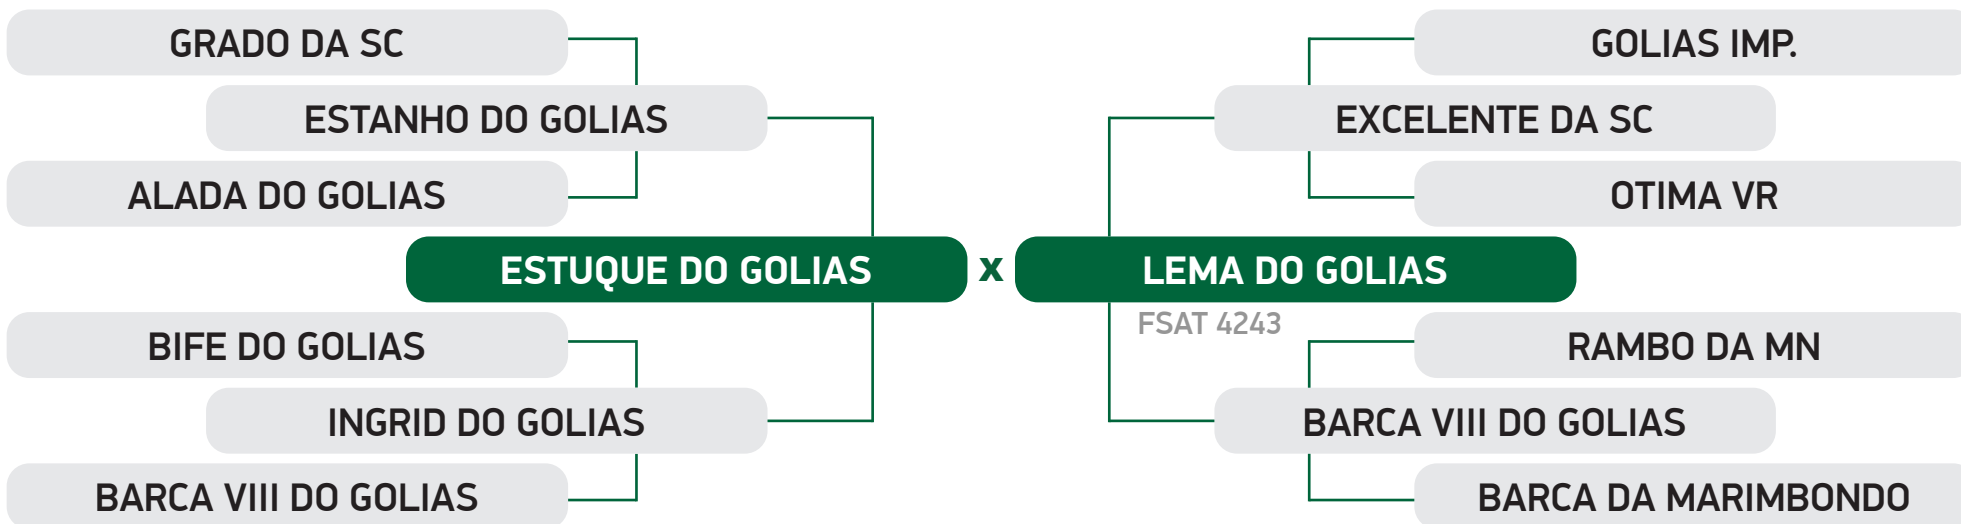 GRADO DA SC
GOLIAS IMP.
ESTANHO DO GOLIAS
EXCELENTE DA SC
ALADA DO GOLIAS
OTIMA VR
ESTUQUE DO GOLIAS x LEMA DO GOLIAS
FSAT 4243
BIFE DO GOLIAS
RAMBO DA MN
INGRID DO GOLIAS
BARCA VIII DO GOLIAS
BARCA VIII DO GOLIAS
BARCA DA MARIMBONDO